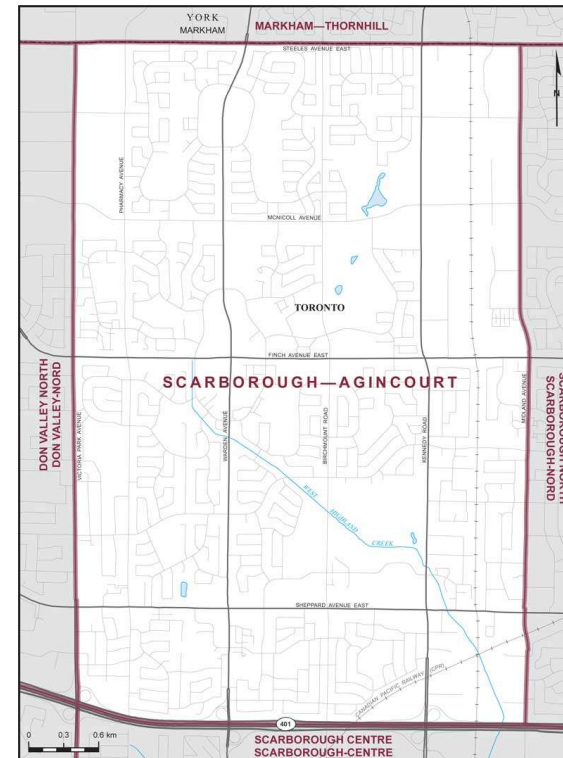 YORK
MARKHAM
MARKHAM—THORNHILL
STEELES AVENUE EAST
N
PHARMACY AVENUE
MCNICOLL AVENUE
TORONTO
FINCH AVENUE EAST
SCARBOROUGH—AGINCOURT
DON VALLEY NORTH
DON VALLEY-NORD
VICTORIA PARK AVENUE
WARDEN AVENUE
BIRCHMOUNT ROAD
KENNEDY ROAD
MIDLAND AVENUE
SCARBOROUGH NORTH
SCARBOROUGH-NORD
WEST HIGHLAND CREEK
SHEPPARD AVENUE EAST
CANADIAN PACIFIC RAILWAY (CPR)
401
0 0.3 0.6 km
SCARBOROUGH CENTRE
SCARBOROUGH-CENTRE